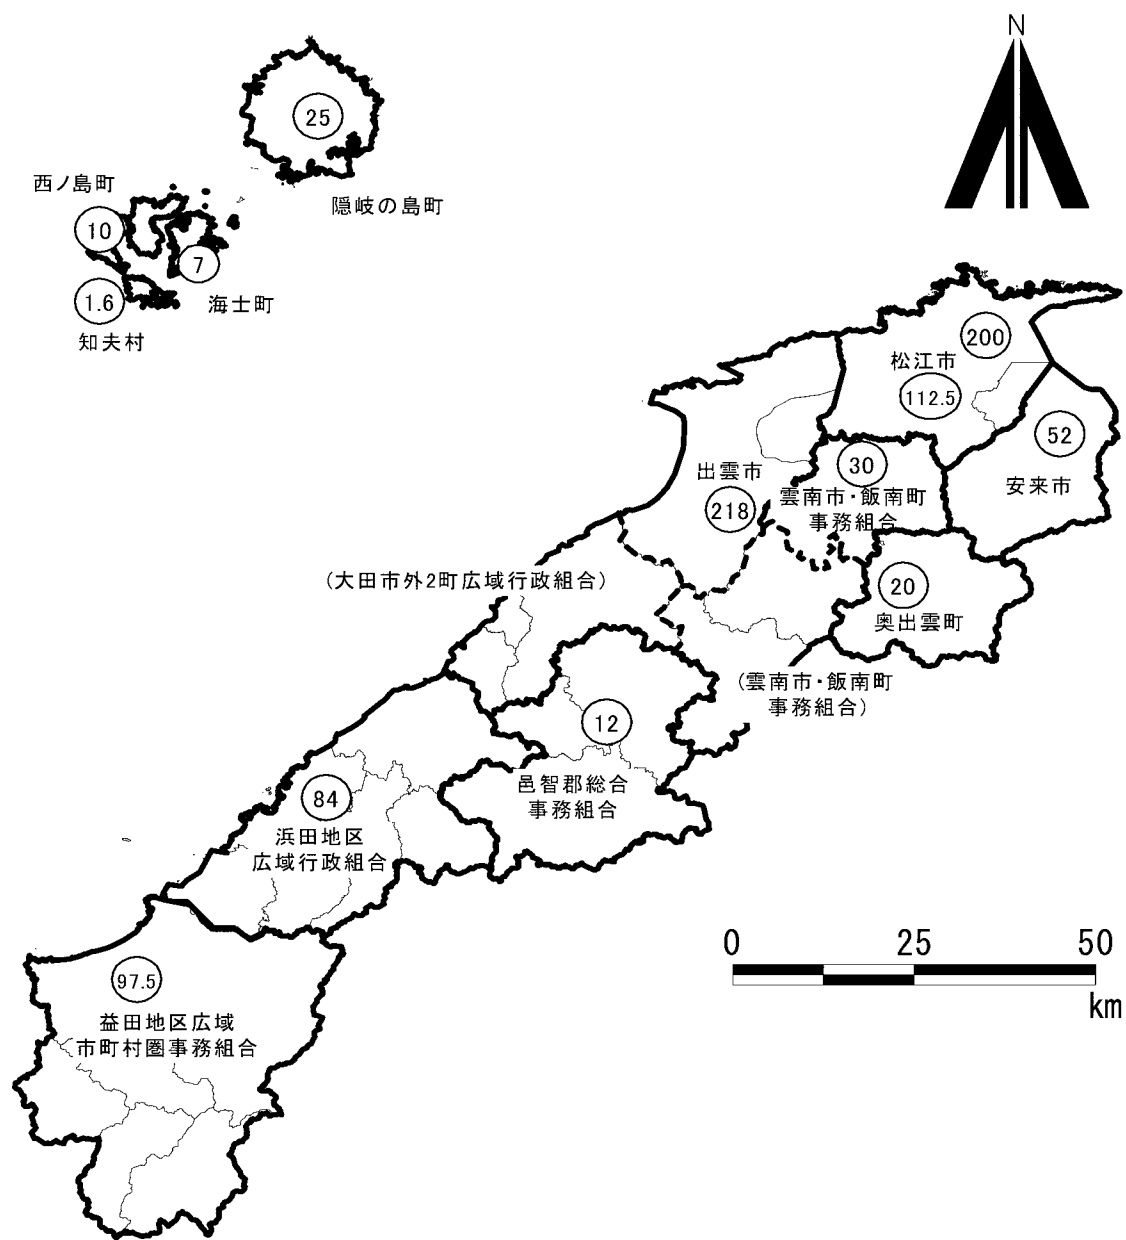 N
25
隠岐の島町
西ノ島町
10
7
海士町
1.6
知夫村
200
松江市
112.5
52
安来市
出雲市
218
30
雲南市・飯南町
事務組合
(大田市外2町広域行政組合)
20
奥出雲町
(雲南市・飯南町
事務組合)
12
邑智郡総合
事務組合
84
浜田地区
広域行政組合
97.5
益田地区広域
市町村圏事務組合
0 25 50
km